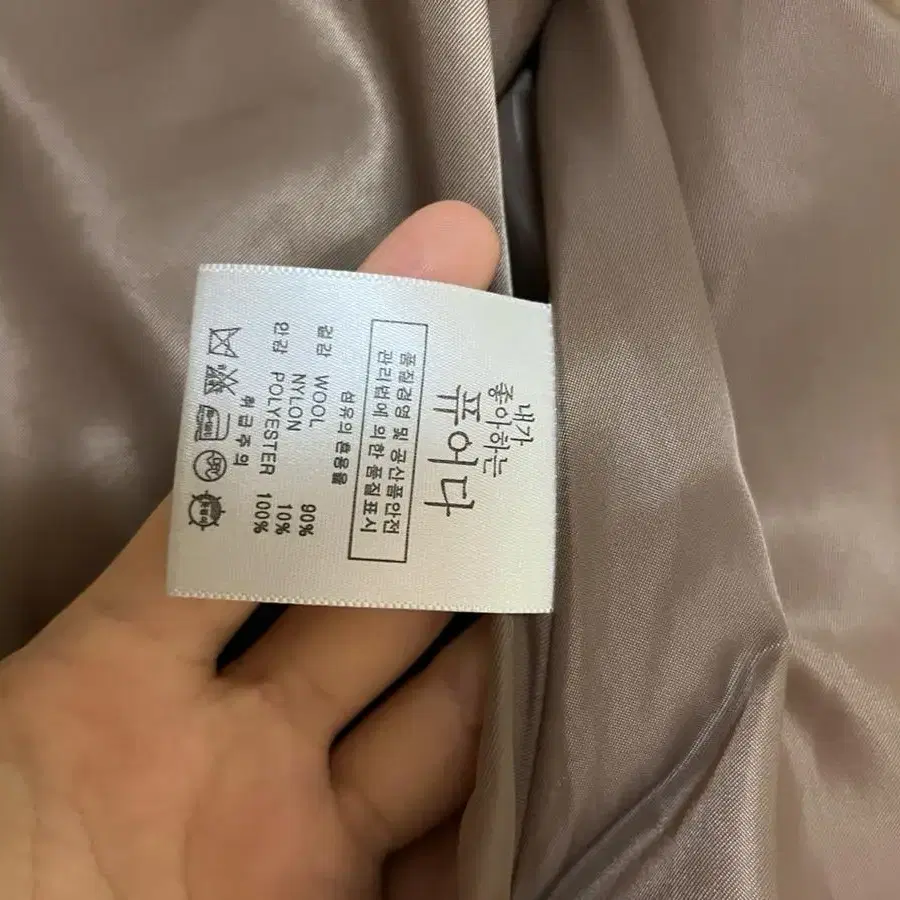 내가
좋아하는
퓨어다
품질경영 및 공산품안전
관리법에 의한 품질표시
섬유의 혼용율
겉감 WOOL 90%
NYLON 10%
안감 POLYESTER 100%
취급주의